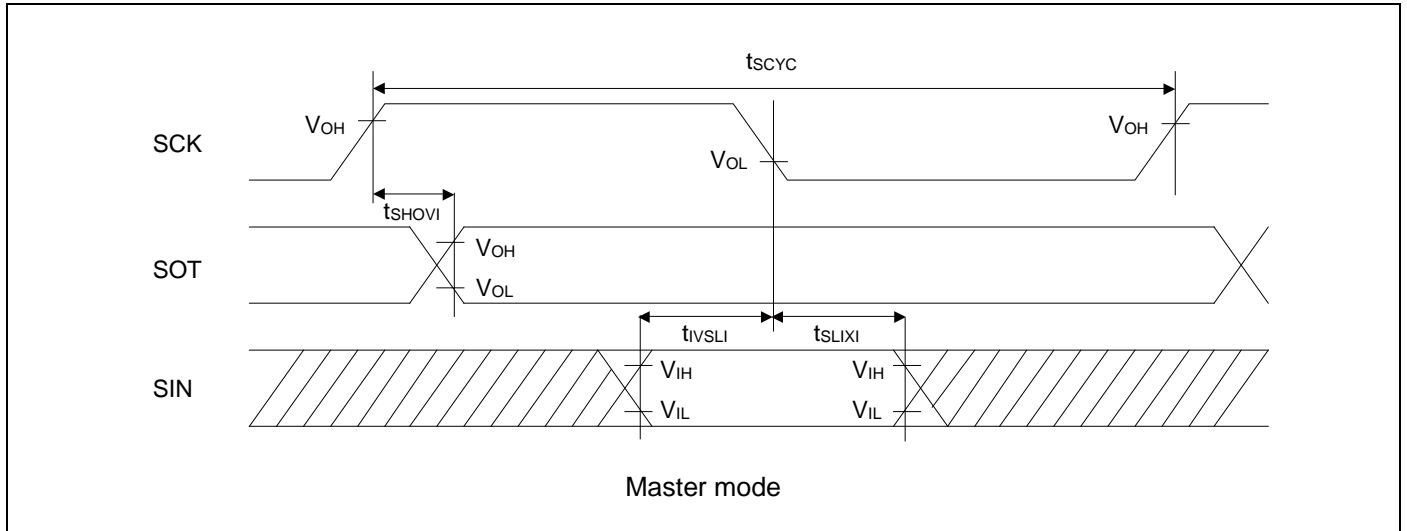 tSCYC
SCK
VOH
VOL
VOH
tSHOVI
SOT
VOH
VOL
tIVSLI
tSLIXI
SIN
VIH
VIH
VIL
VIL
Master mode